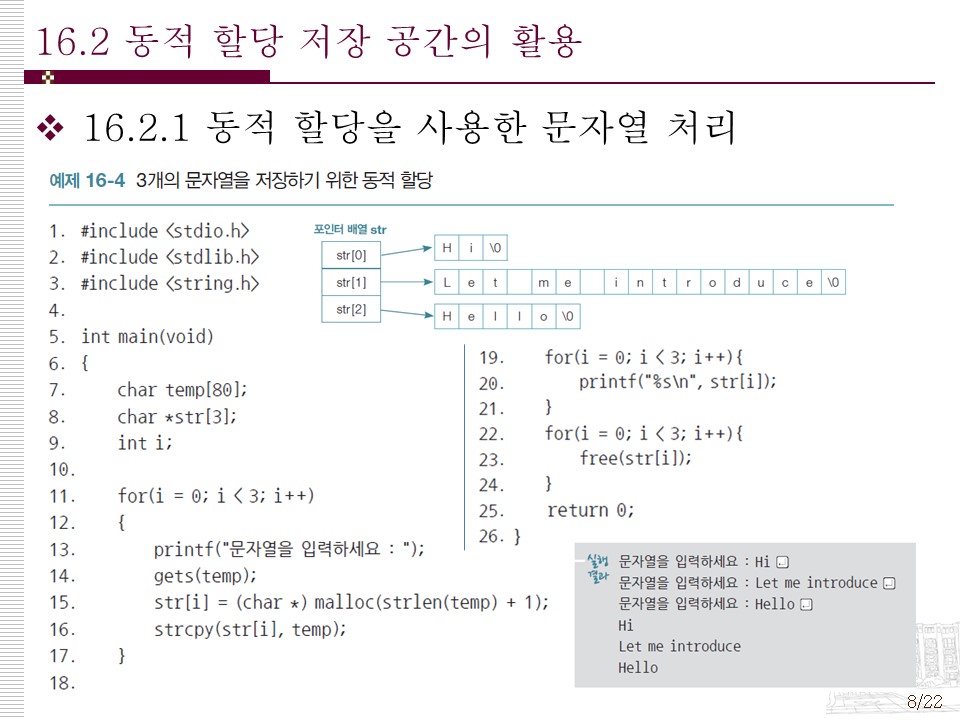 16.2 동적 할당 저장 공간의 활용
❖ 16.2.1 동적 할당을 사용한 문자열 처리
예제 16-4 3개의 문자열을 저장하기 위한 동적 할당
1. #include <stdio.h>
2. #include <stdlib.h>
3. #include <string.h>
4.
5. int main(void)
6. {
7. char temp[80];
8. char *str[3];
9. int i;
10.
11. for(i = 0; i < 3; i++)
12. {
13. printf("문자열을 입력하세요 : ");
14. gets(temp);
15. str[i] = (char *) malloc(strlen(temp) + 1);
16. strcpy(str[i], temp);
17. }
18.
포인터 배열 str
str[0] H i \0
str[1] L e t m e i n t r o d u c e \0
str[2] H e l l o \0
19. for(i = 0; i < 3; i++){
20. printf("%s\n", str[i]);
21. }
22. for(i = 0; i < 3; i++){
23. free(str[i]);
24. }
25. return 0;
26. }
실행
결과
문자열을 입력하세요 : Hi
문자열을 입력하세요 : Let me introduce
문자열을 입력하세요 : Hello
Hi
Let me introduce
Hello
8/22